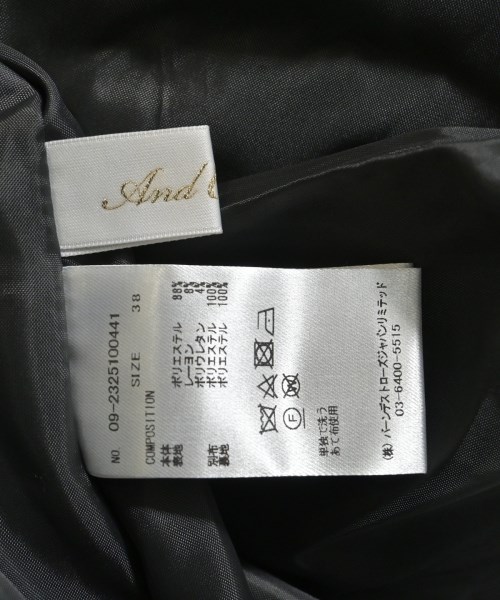 And
NO. 09-2325100441
SIZE 38
COMPOSITION
本体
表地 ポリエステル 88%
レーヨン 8%
ポリウレタン 4%
別布 ポリエステル 100%
裏地 ポリエステル 100%
F
単独で洗う
あて布使用
(株) バーンデストローズジャパンリミテッド
03-6400-5515